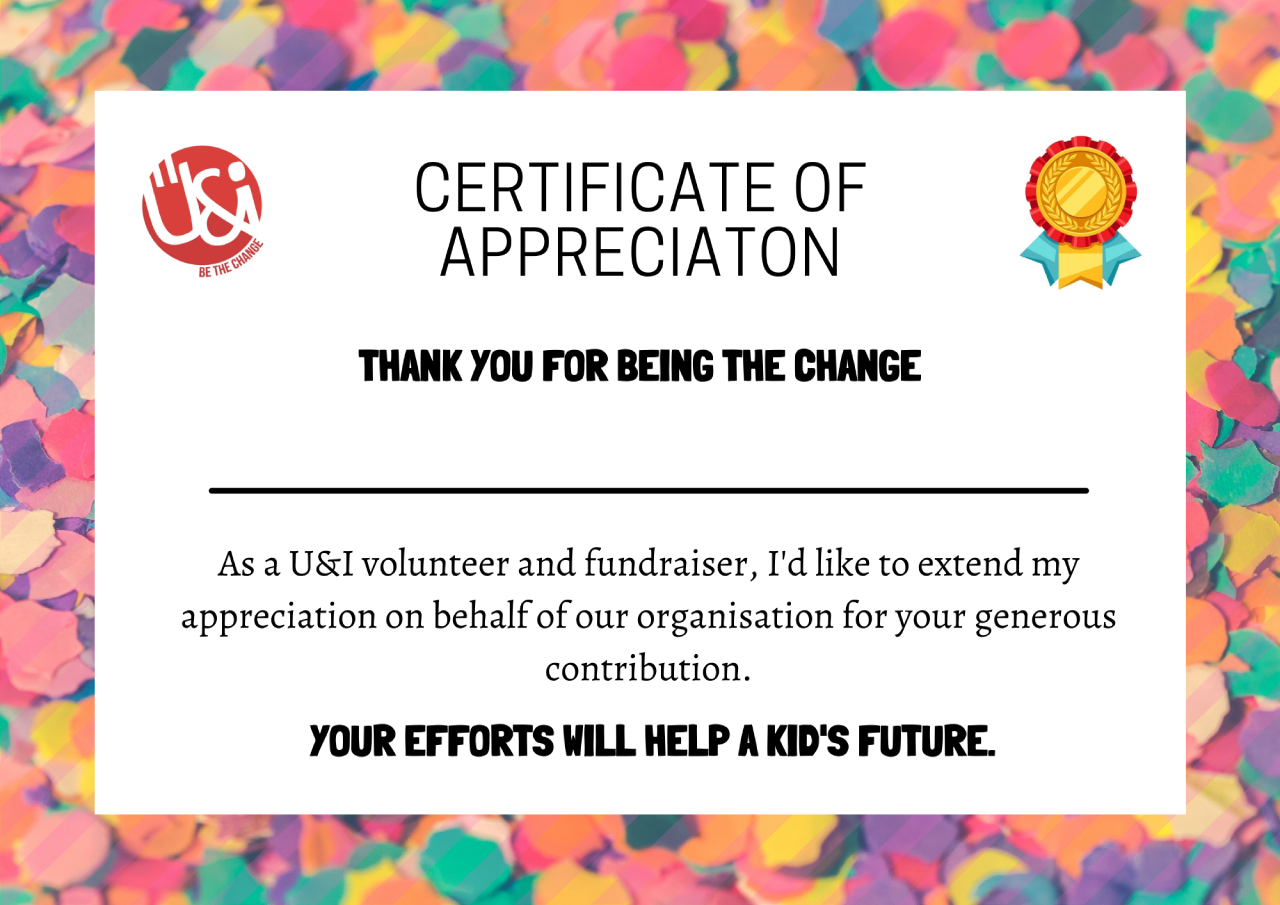 U&i
BE THE CHANGE
CERTIFICATE OF
APPRECIATON
THANK YOU FOR BEING THE CHANGE
As a U&I volunteer and fundraiser, I'd like to extend my
appreciation on behalf of our organisation for your generous
contribution.
YOUR EFFORTS WILL HELP A KID'S FUTURE.